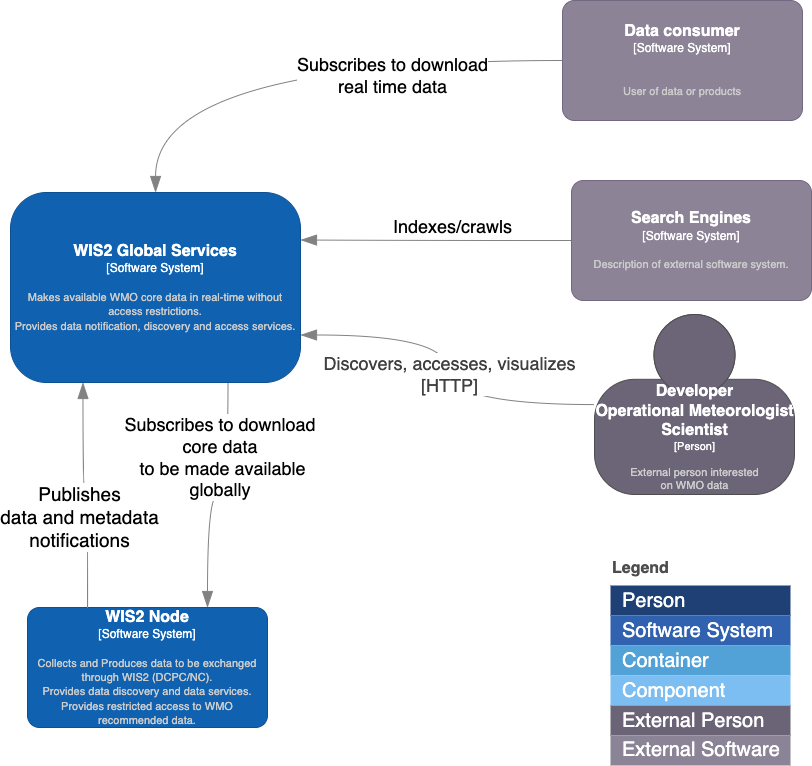 Data consumer
[Software System]
User of data or products
Subscribes to download
real time data
Search Engines
[Software System]
Description of external software system.
Indexes/crawls
WIS2 Global Services
[Software System]
Makes available WMO core data in real-time without
access restrictions.
Provides data notification, discovery and access services.
Discovers, accesses, visualizes
[HTTP]
Developer
Operational Meteorologist
Scientist
[Person]
External person interested
on WMO data
Subscribes to download
core data
to be made available
globally
Publishes
data and metadata
notifications
WIS2 Node
[Software System]
Collects and Produces data to be exchanged
through WIS2 (DCPC/NC).
Provides data discovery and data services.
Provides restricted access to WMO
recommended data.
Legend
Person
Software System
Container
Component
External Person
External Software